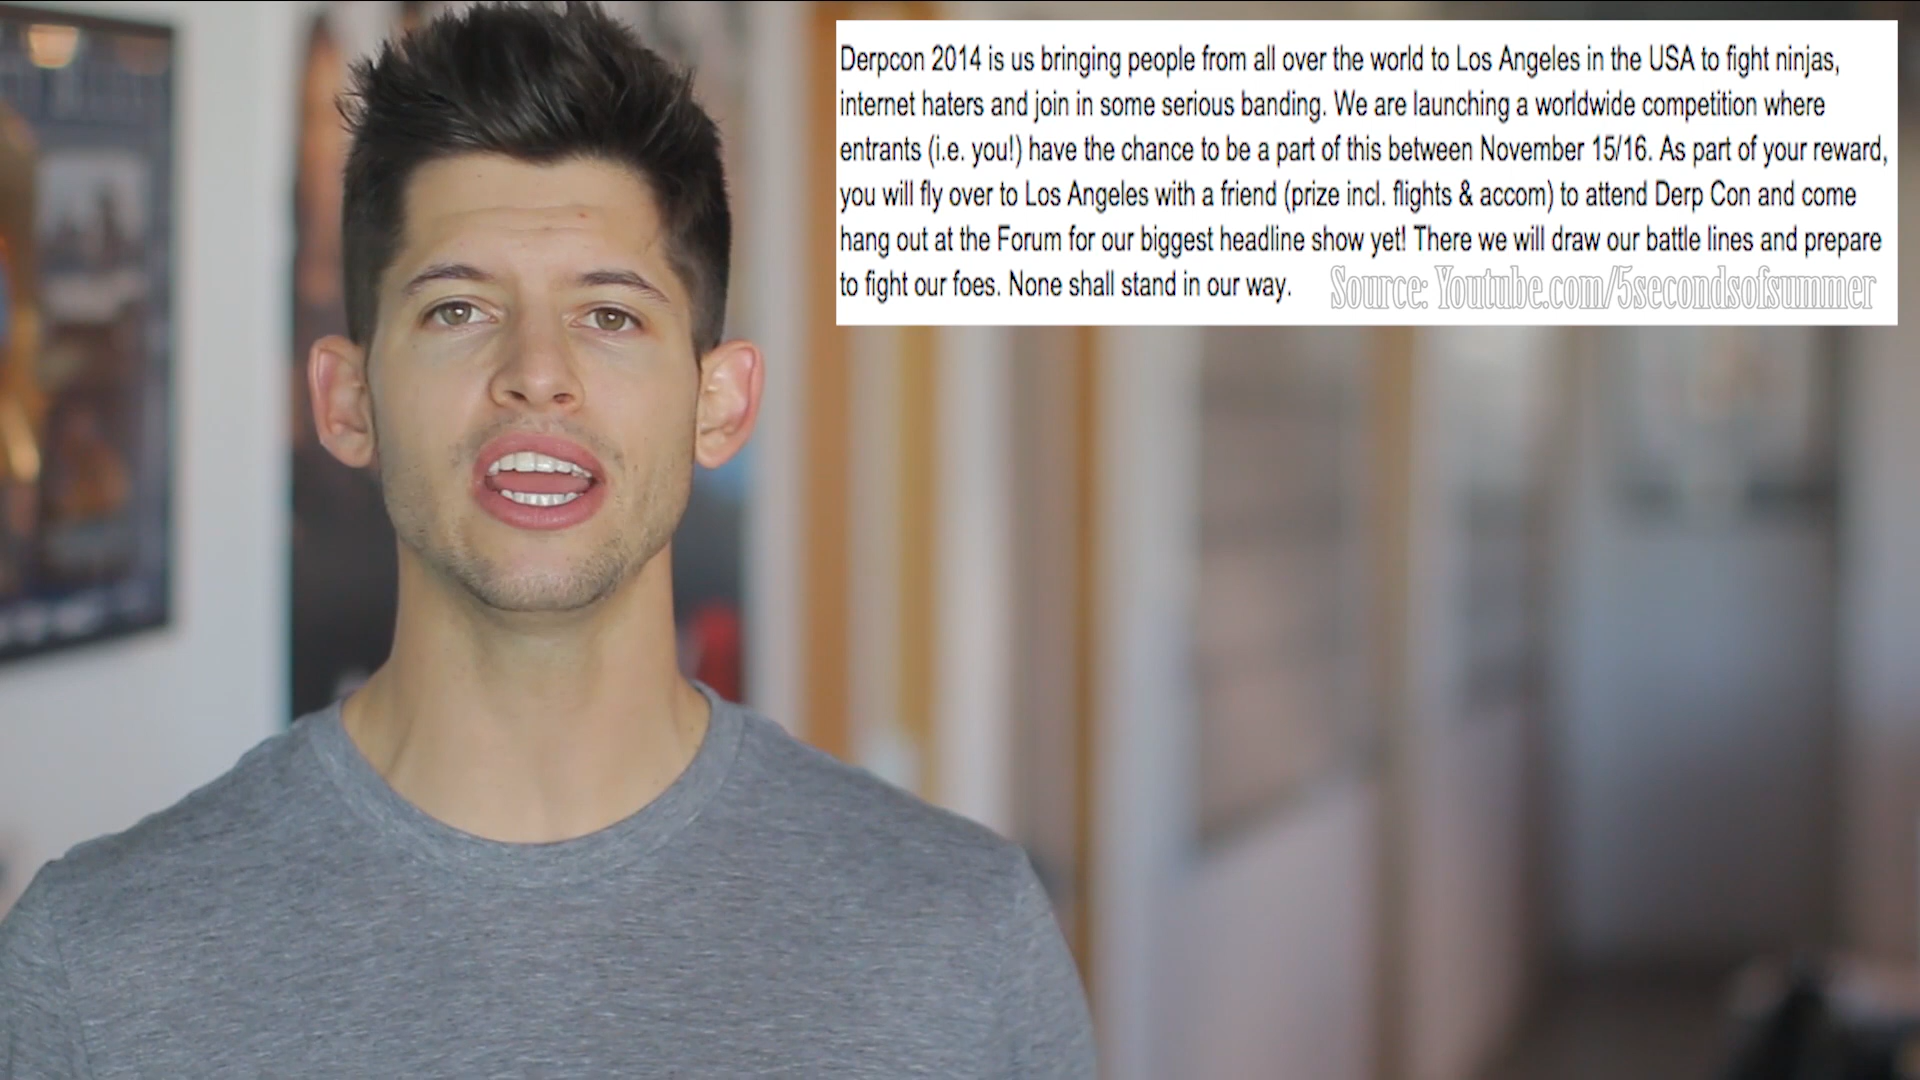 Derpcon 2014 is us bringing people from all over the world to Los Angeles in the USA to fight ninjas,
internet haters and join in some serious banding. We are launching a worldwide competition where
entrants (i.e. you!) have the chance to be a part of this between November 15/16. As part of your reward,
you will fly over to Los Angeles with a friend (prize incl. flights & accom) to attend Derp Con and come
hang out at the Forum for our biggest headline show yet! There we will draw our battle lines and prepare
to fight our foes. None shall stand in our way.
Source: Youtube.com/5secondsofsummer